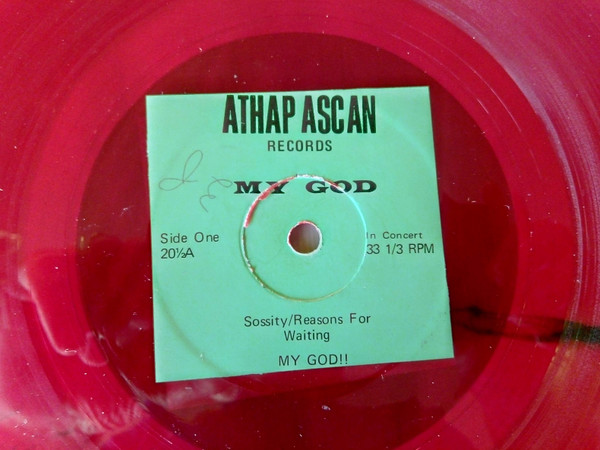 ATHAP ASCAN
RECORDS
MY GOD
Side One
20½A
In Concert
33 1/3 RPM
Sossity/Reasons For
Waiting
MY GOD!!